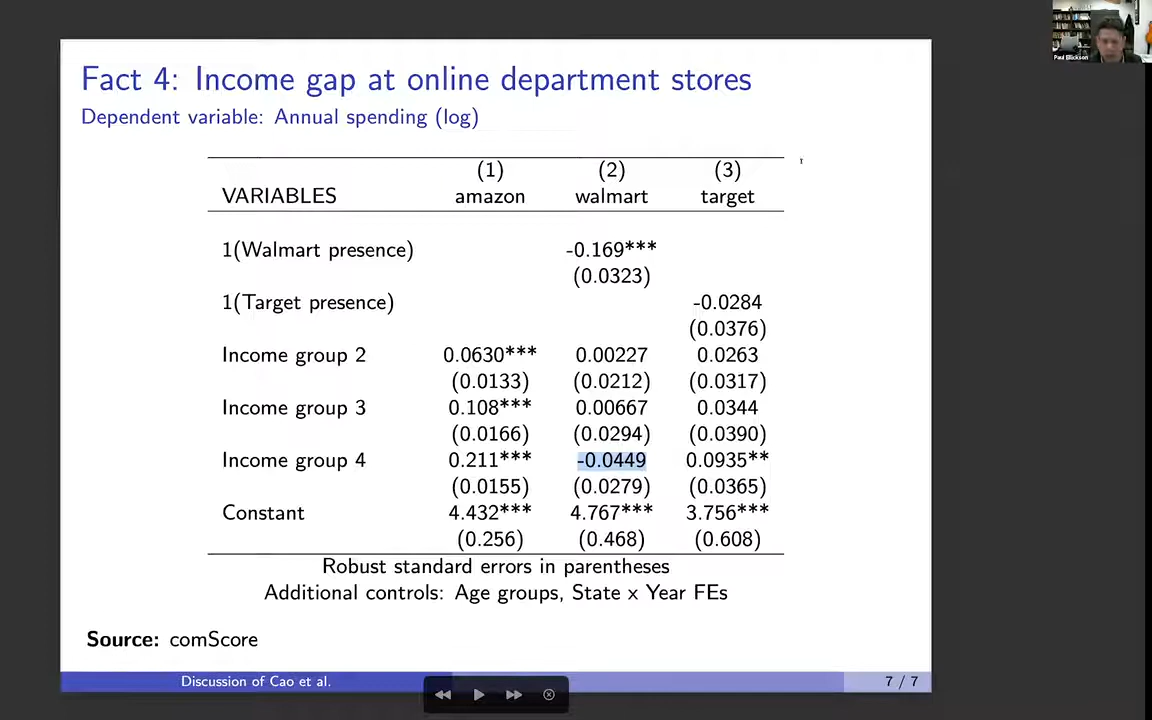 Paul Ellickson
Fact 4: Income gap at online department stores
Dependent variable: Annual spending (log)
(1) (2) (3)
VARIABLES amazon walmart target
1(Walmart presence) -0.169***
(0.0323)
1(Target presence) -0.0284
(0.0376)
Income group 2 0.0630*** 0.00227 0.0263
(0.0133) (0.0212) (0.0317)
Income group 3 0.108*** 0.00667 0.0344
(0.0166) (0.0294) (0.0390)
Income group 4 0.211*** -0.0449 0.0935**
(0.0155) (0.0279) (0.0365)
Constant 4.432*** 4.767*** 3.756***
(0.256) (0.468) (0.608)
Robust standard errors in parentheses
Additional controls: Age groups, State x Year FEs
Source: comScore
Discussion of Cao et al. 7 / 7